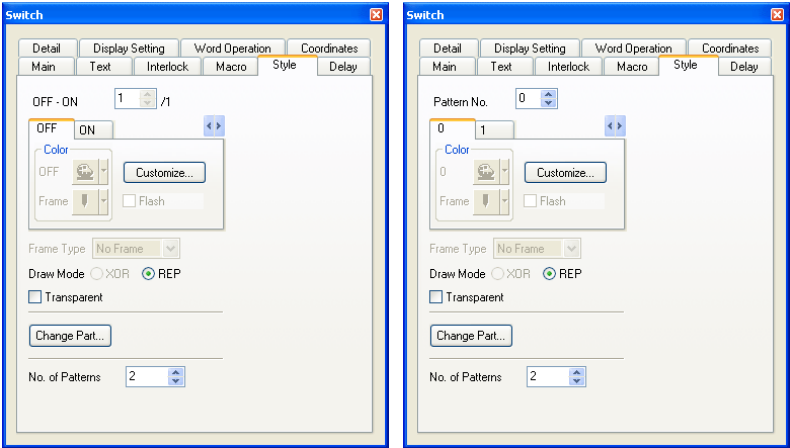 Switch
Detail Display Setting Word Operation Coordinates
Main Text Interlock Macro Style Delay
OFF - ON 1 /1
OFF ON
Color
OFF Customize...
Frame Flash
Frame Type No Frame
Draw Mode XOR REP
Transparent
Change Part...
No. of Patterns 2
Switch
Detail Display Setting Word Operation Coordinates
Main Text Interlock Macro Style Delay
Pattern No. 0
0 1
Color
0 Customize...
Frame Flash
Frame Type No Frame
Draw Mode XOR REP
Transparent
Change Part...
No. of Patterns 2